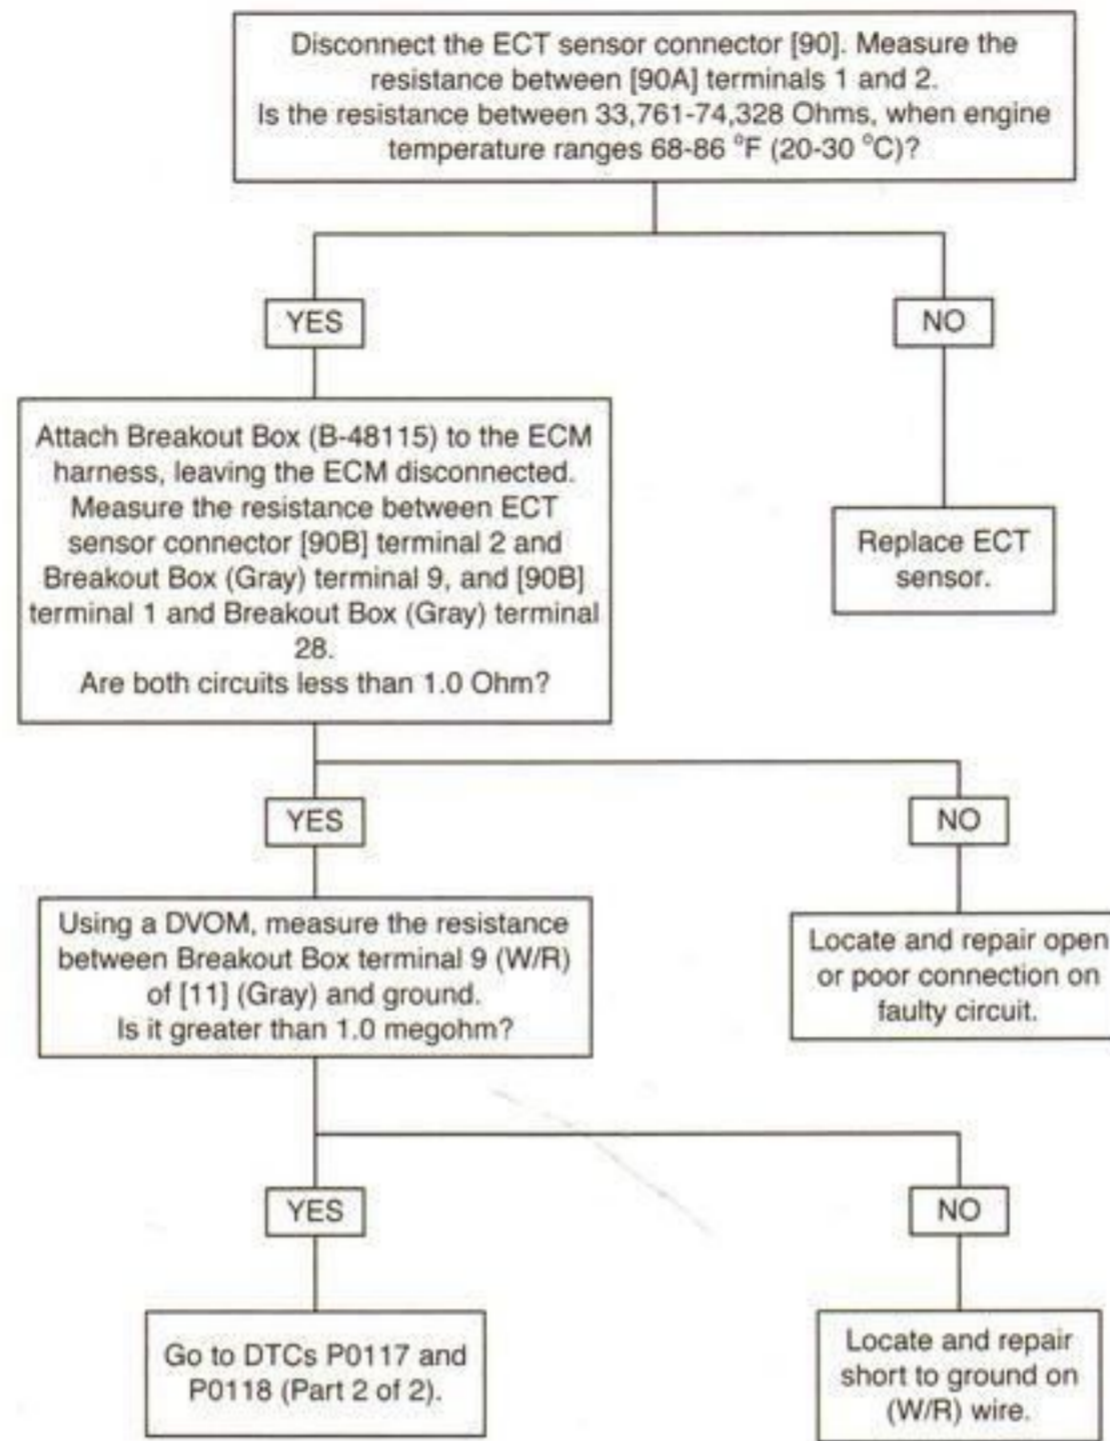 Disconnect the ECT sensor connector [90]. Measure the
resistance between [90A] terminals 1 and 2.
Is the resistance between 33,761-74,328 Ohms, when engine
temperature ranges 68-86 °F (20-30 °C)?
YES
NO
Attach Breakout Box (B-48115) to the ECM
harness, leaving the ECM disconnected.
Measure the resistance between ECT
sensor connector [90B] terminal 2 and
Breakout Box (Gray) terminal 9, and [90B]
terminal 1 and Breakout Box (Gray) terminal
28.
Are both circuits less than 1.0 Ohm?
Replace ECT
sensor.
YES
NO
Using a DVOM, measure the resistance
between Breakout Box terminal 9 (W/R)
of [11] (Gray) and ground.
Is it greater than 1.0 megohm?
Locate and repair open
or poor connection on
faulty circuit.
YES
NO
Go to DTCs P0117 and
P0118 (Part 2 of 2).
Locate and repair
short to ground on
(W/R) wire.